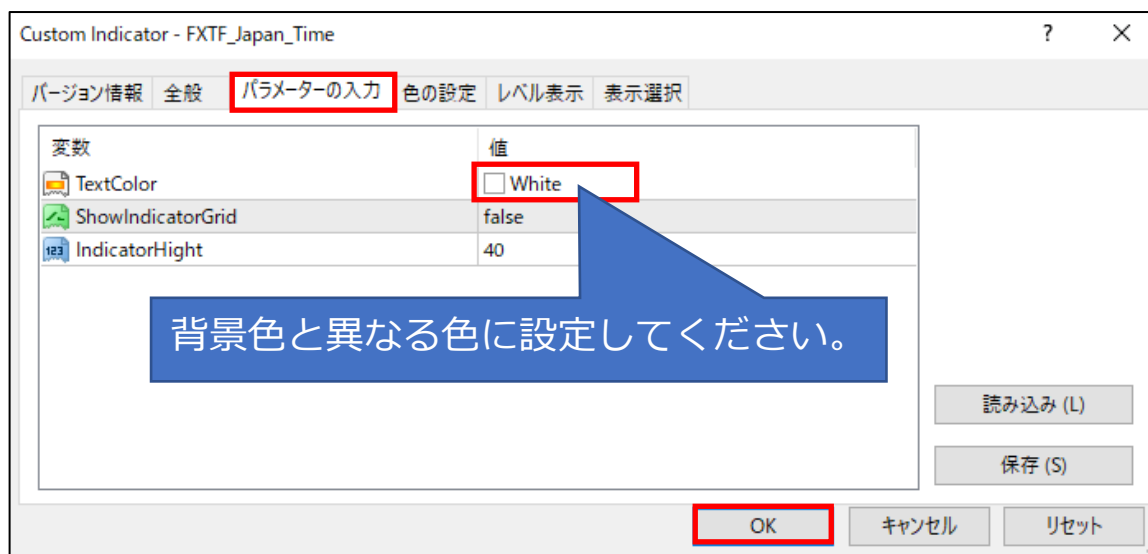 Custom Indicator - FXTF_Japan_Time ? ×
バージョン情報 全般 パラメーターの入力 色の設定 レベル表示 表示選択
変数 値
TextColor White
ShowIndicatorGrid false
123 IndicatorHight 40
背景色と異なる色に設定してください。
読み込み (L)
保存 (S)
OK キャンセル リセット